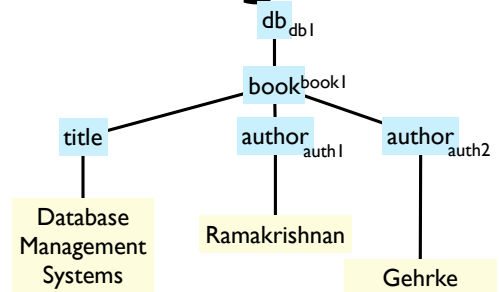 db db1
book book1
title author auth1 author auth2
Database
Management
Systems
Ramakrishnan
Gehrke